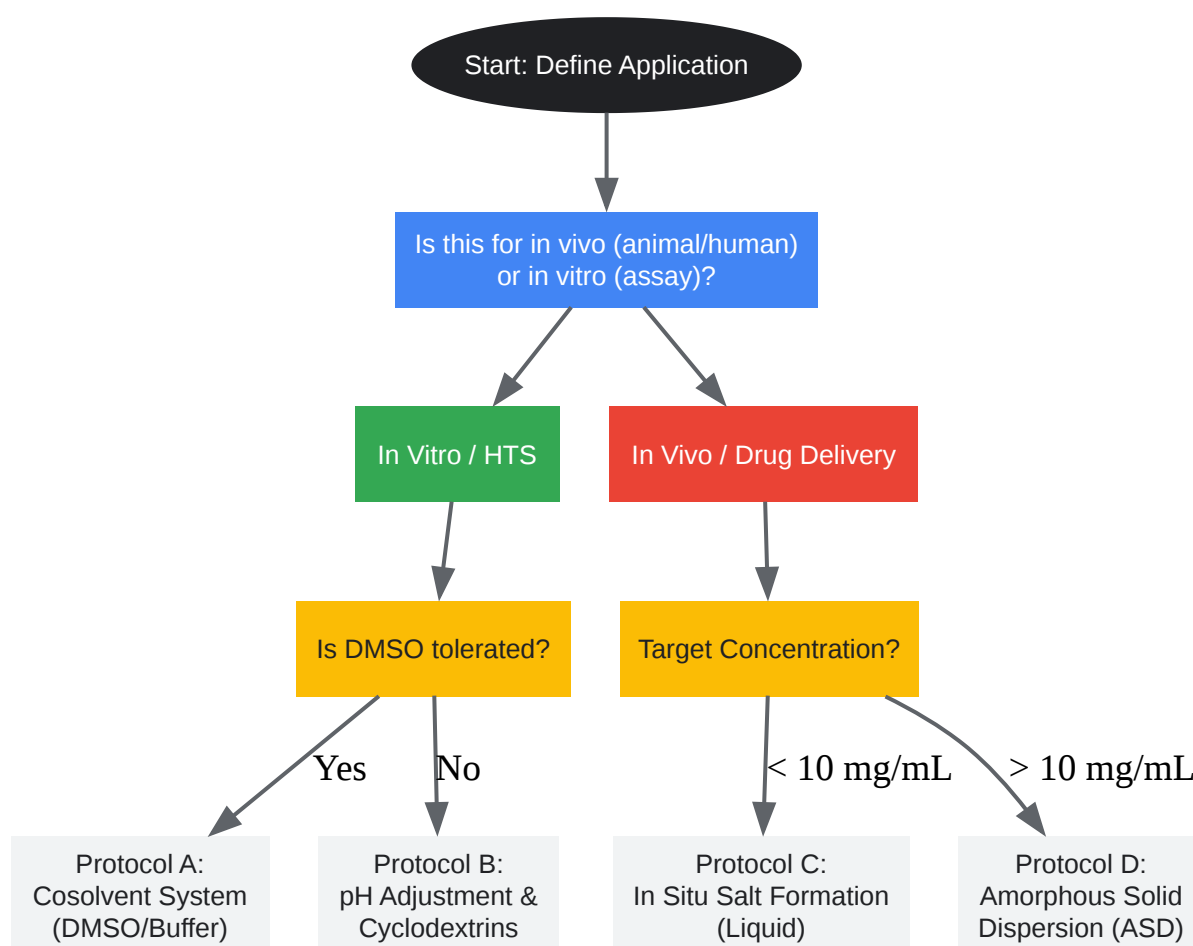 Start: Define Application
Is this for in vivo (animal/human)
or in vitro (assay)?
In Vitro / HTS
In Vivo / Drug Delivery
Is DMSO tolerated?
Target Concentration?
Yes
No
< 10 mg/mL
> 10 mg/mL
Protocol A:
Cosolvent System
(DMSO/Buffer)
Protocol B:
pH Adjustment &
Cyclodextrins
Protocol C:
In Situ Salt Formation
(Liquid)
Protocol D:
Amorphous Solid
Dispersion (ASD)